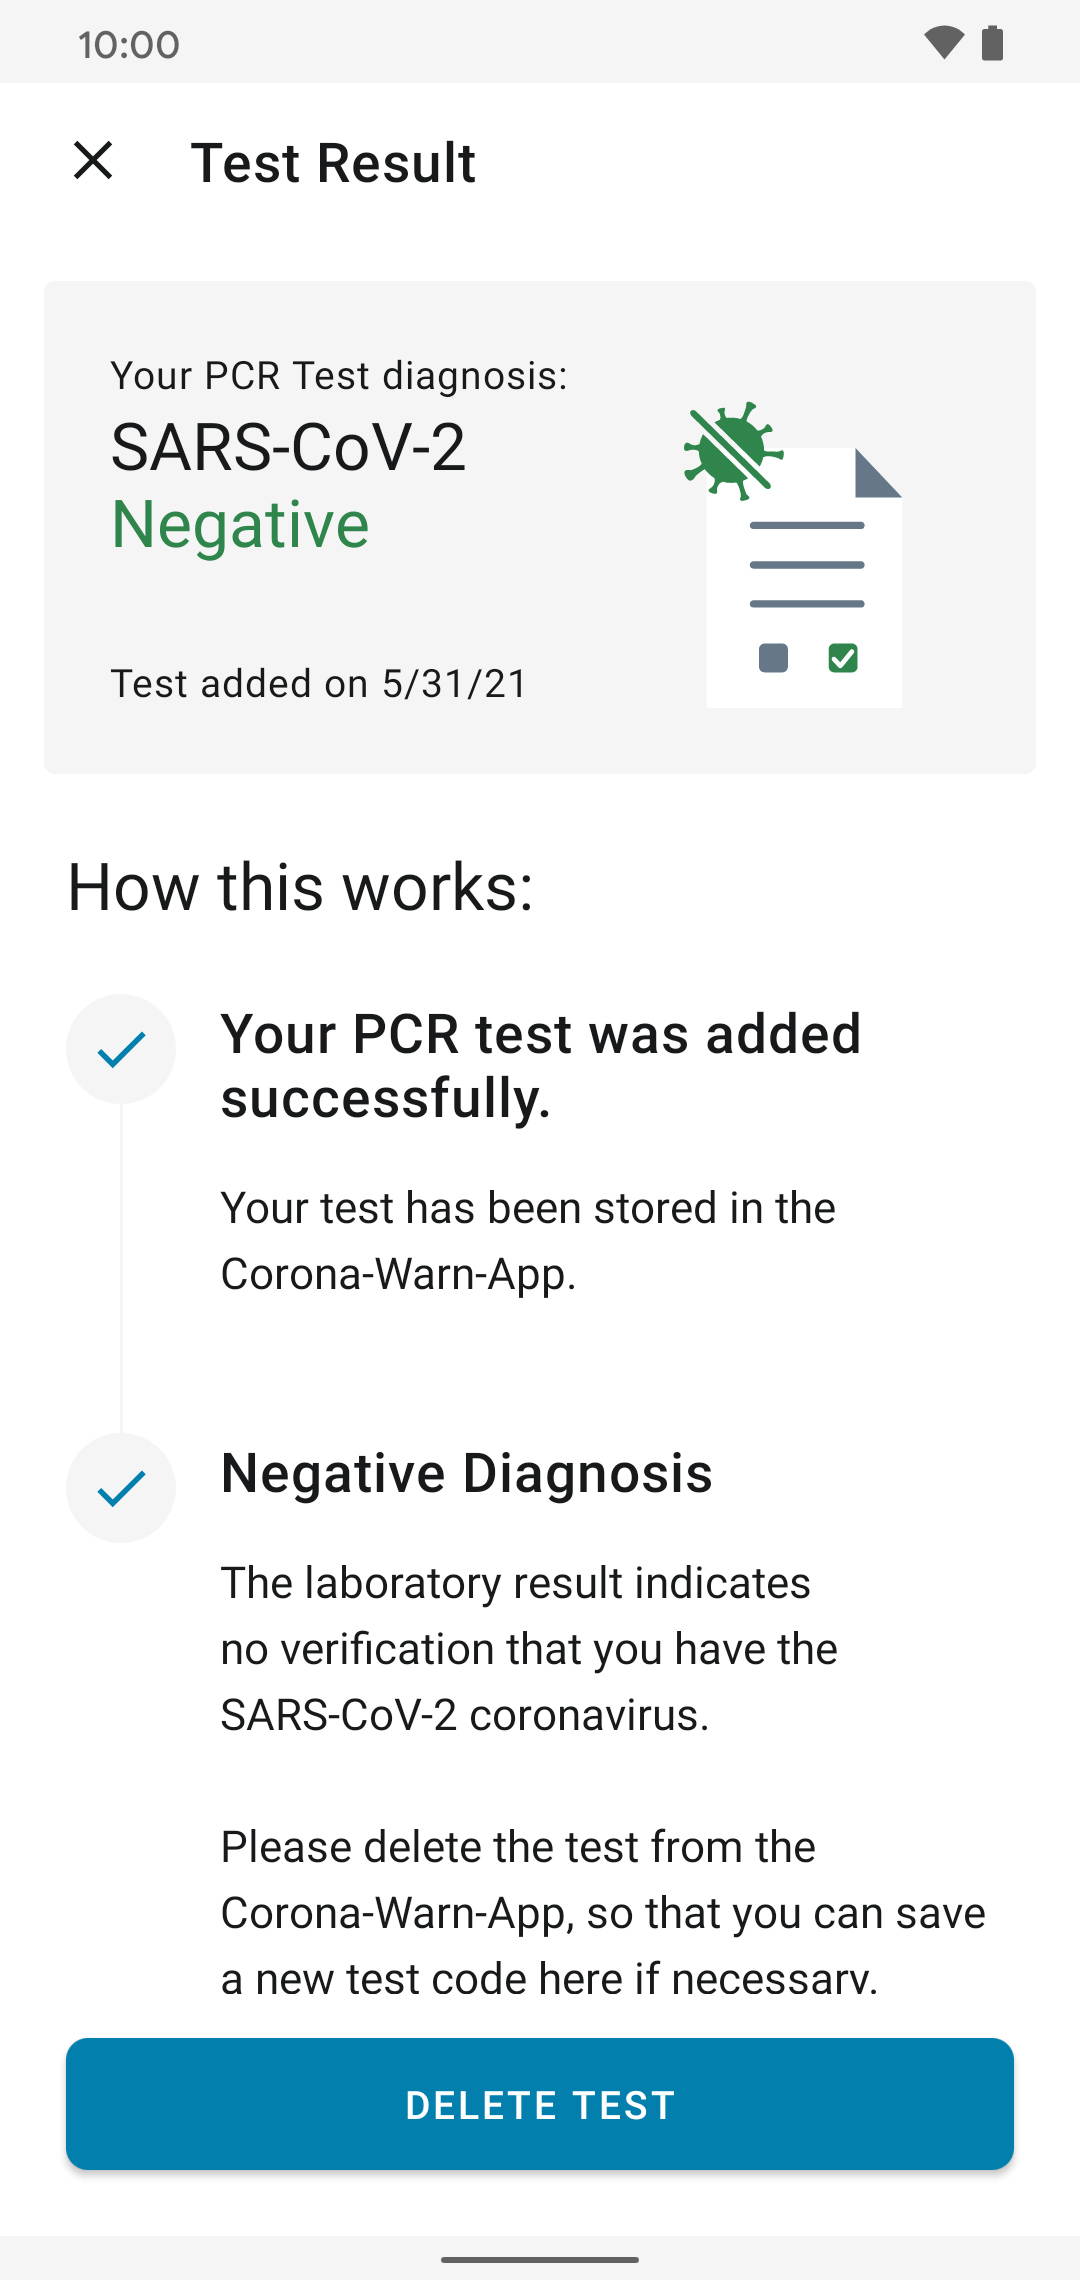 10:00
Test Result
Your PCR Test diagnosis:
SARS-CoV-2
Negative
Test added on 5/31/21
How this works:
Your PCR test was added
successfully.
Your test has been stored in the
Corona-Warn-App.
Negative Diagnosis
The laboratory result indicates
no verification that you have the
SARS-CoV-2 coronavirus.
Please delete the test from the
Corona-Warn-App, so that you can save
a new test code here if necessary.
DELETE TEST